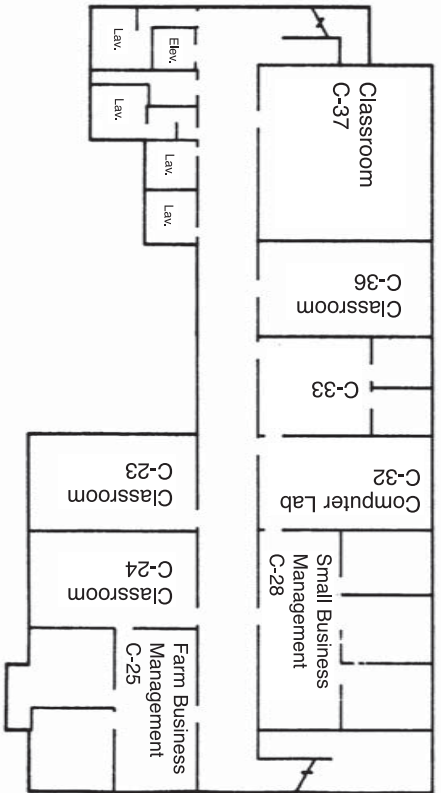 Lav.
Elev.
Lav.
Lav.
Lav.
Classroom
C-37
Classroom
C-36
C-33
Computer Lab
C-32
Classroom
C-23
Classroom
C-24
Small Business
Management
C-28
Farm Business
Management
C-25